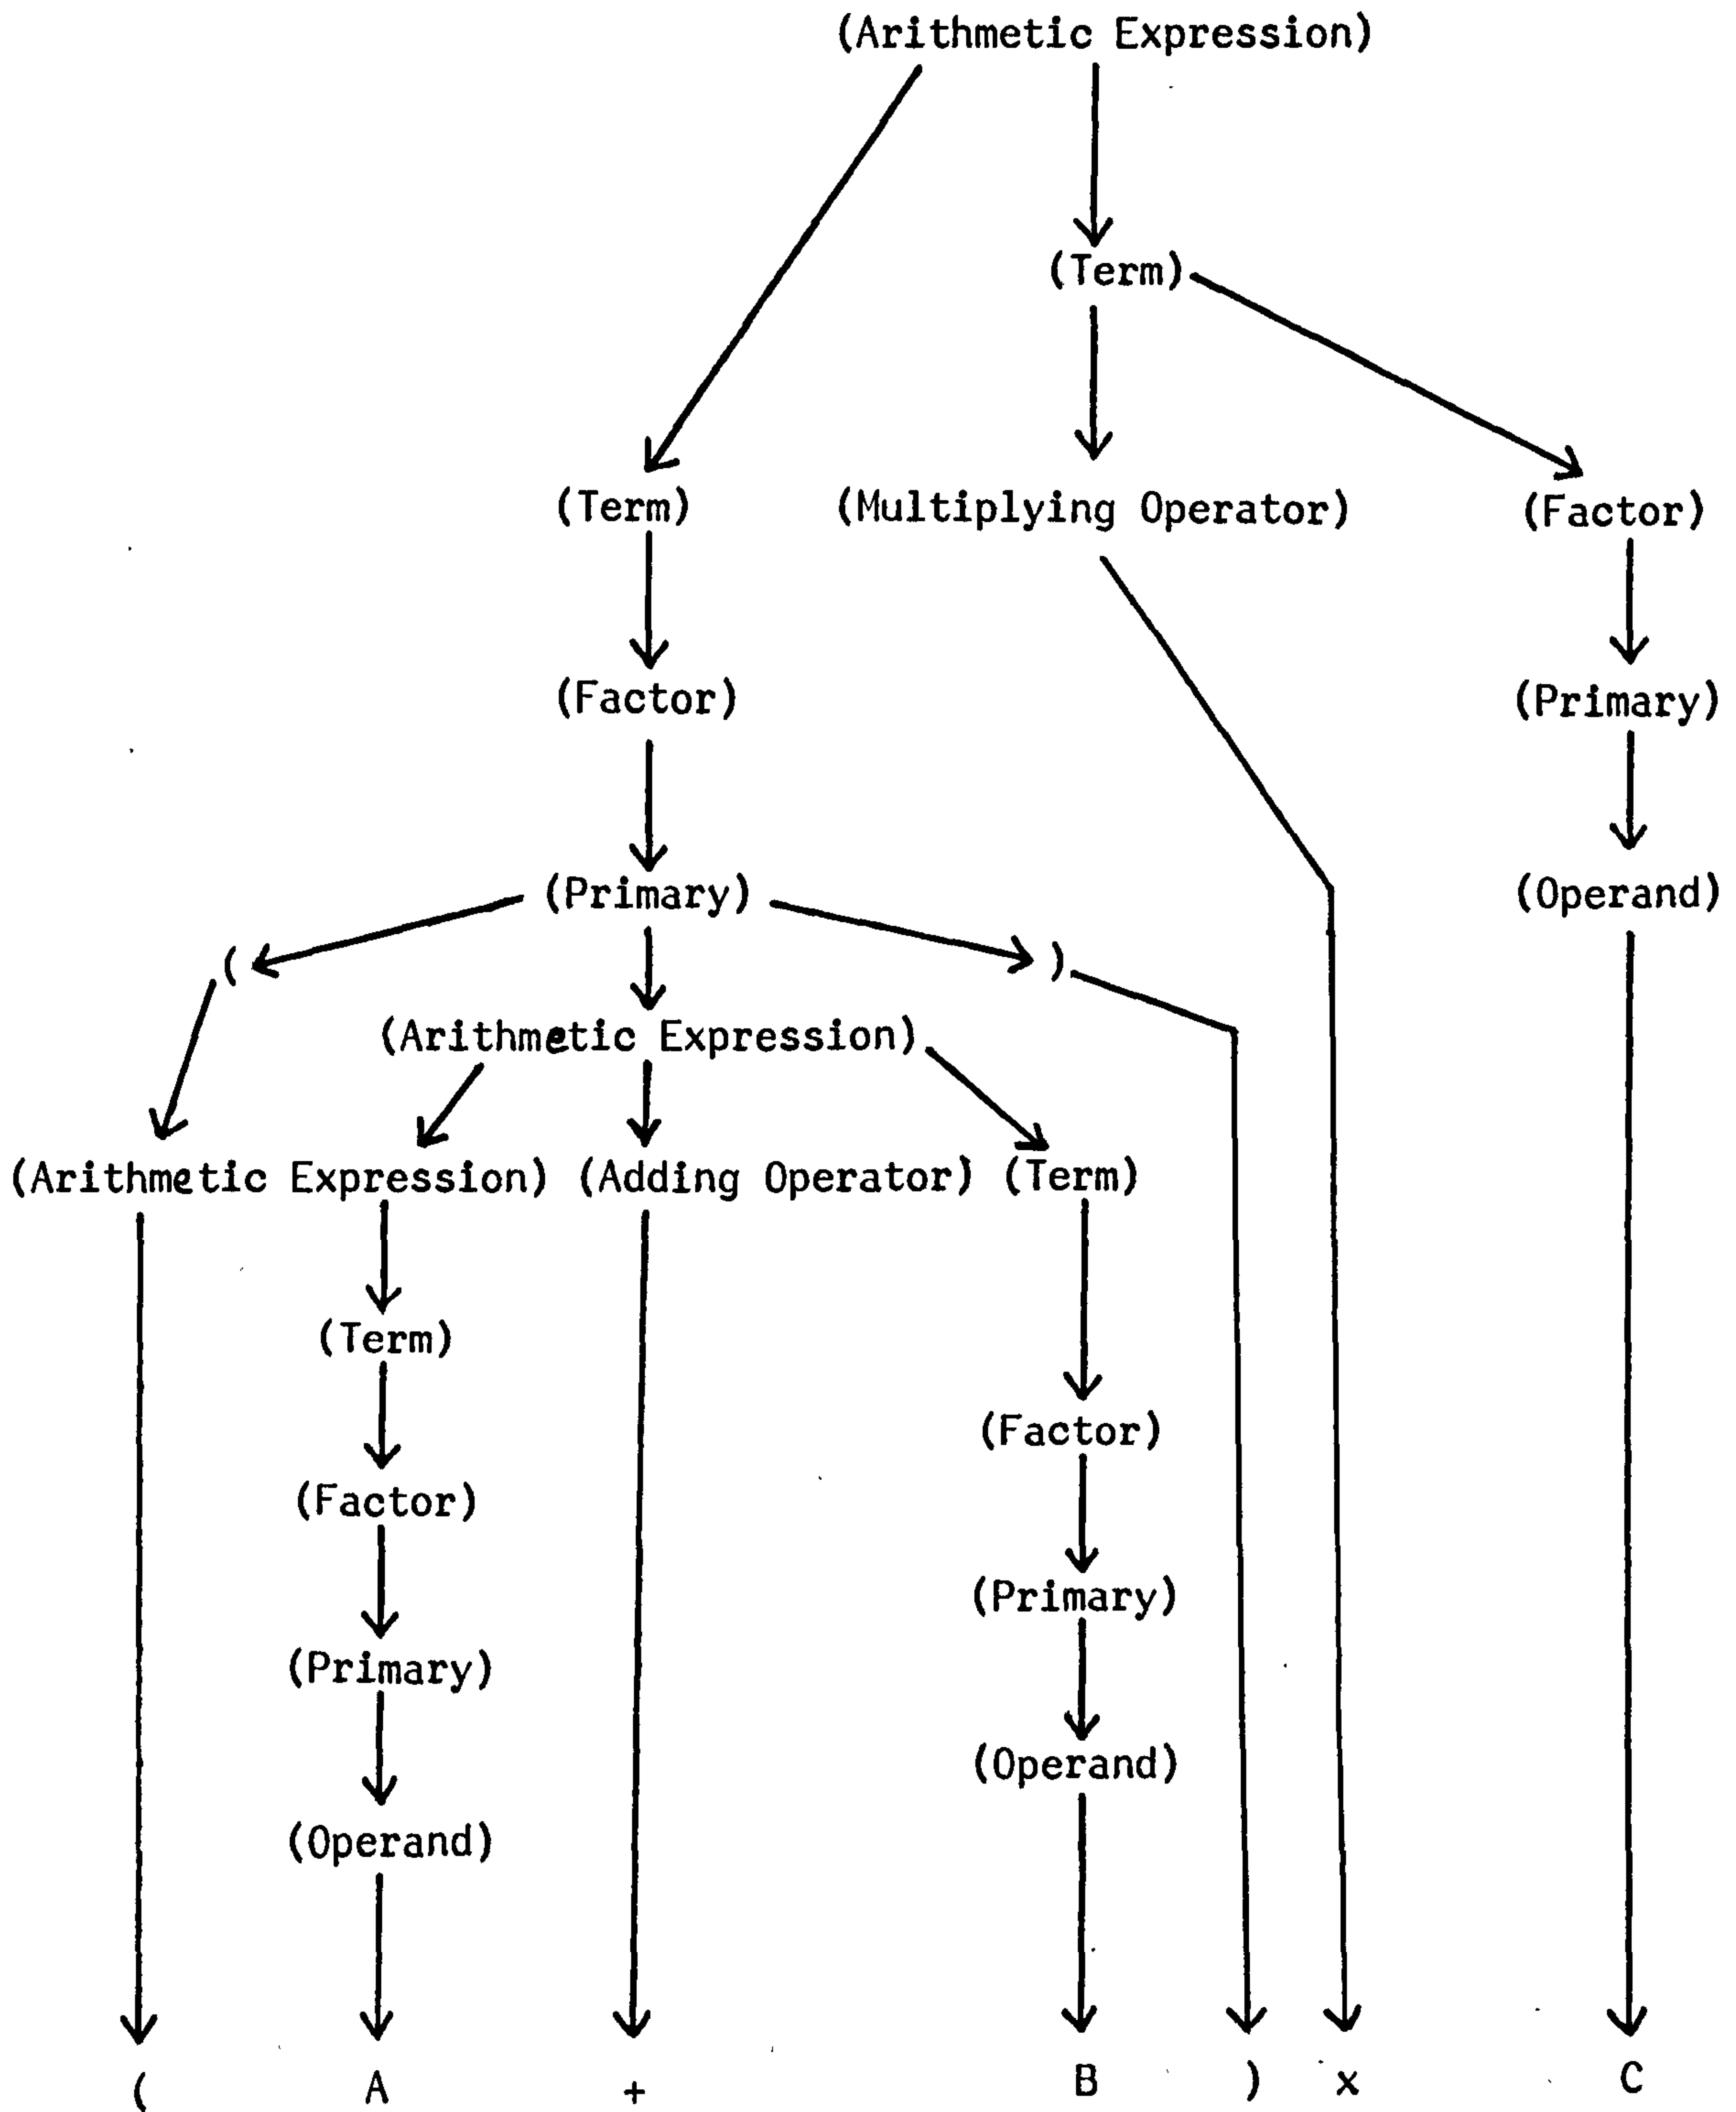 (Arithmetic Expression)
(Term)
(Term) (Multiplying Operator) (Factor)
(Factor) (Primary)
(Primary) (Operand)
( )
(Arithmetic Expression)
(Arithmetic Expression) (Adding Operator) (Term)
(Term)
(Factor)
(Factor)
(Primary)
(Primary)
(Operand)
(Operand)
( A + B ) x C